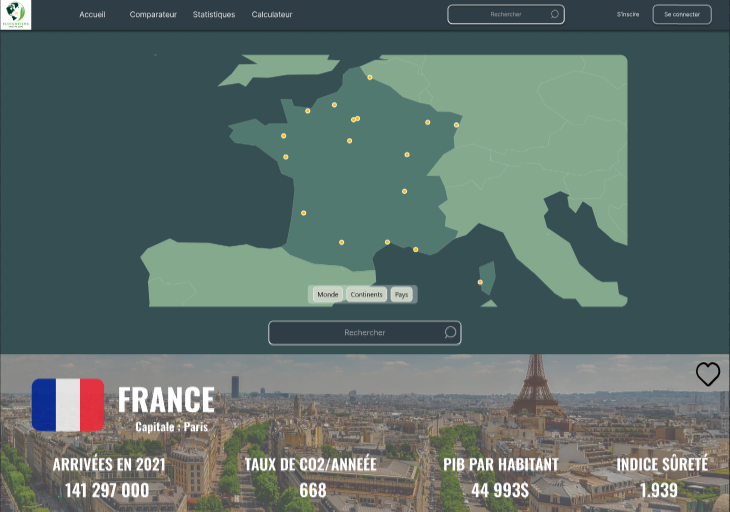 Accueil Comparateur Statistiques Calculateur Rechercher S'inscrire Se connecter
Monde Continents Pays
Rechercher
FRANCE
Capitale : Paris
ARRIVÉES EN 2021 TAUX DE CO2/ANNÉÉE PIB PAR HABITANT INDICE SÛRETÉ
141 297 000 668 44 993$ 1.939